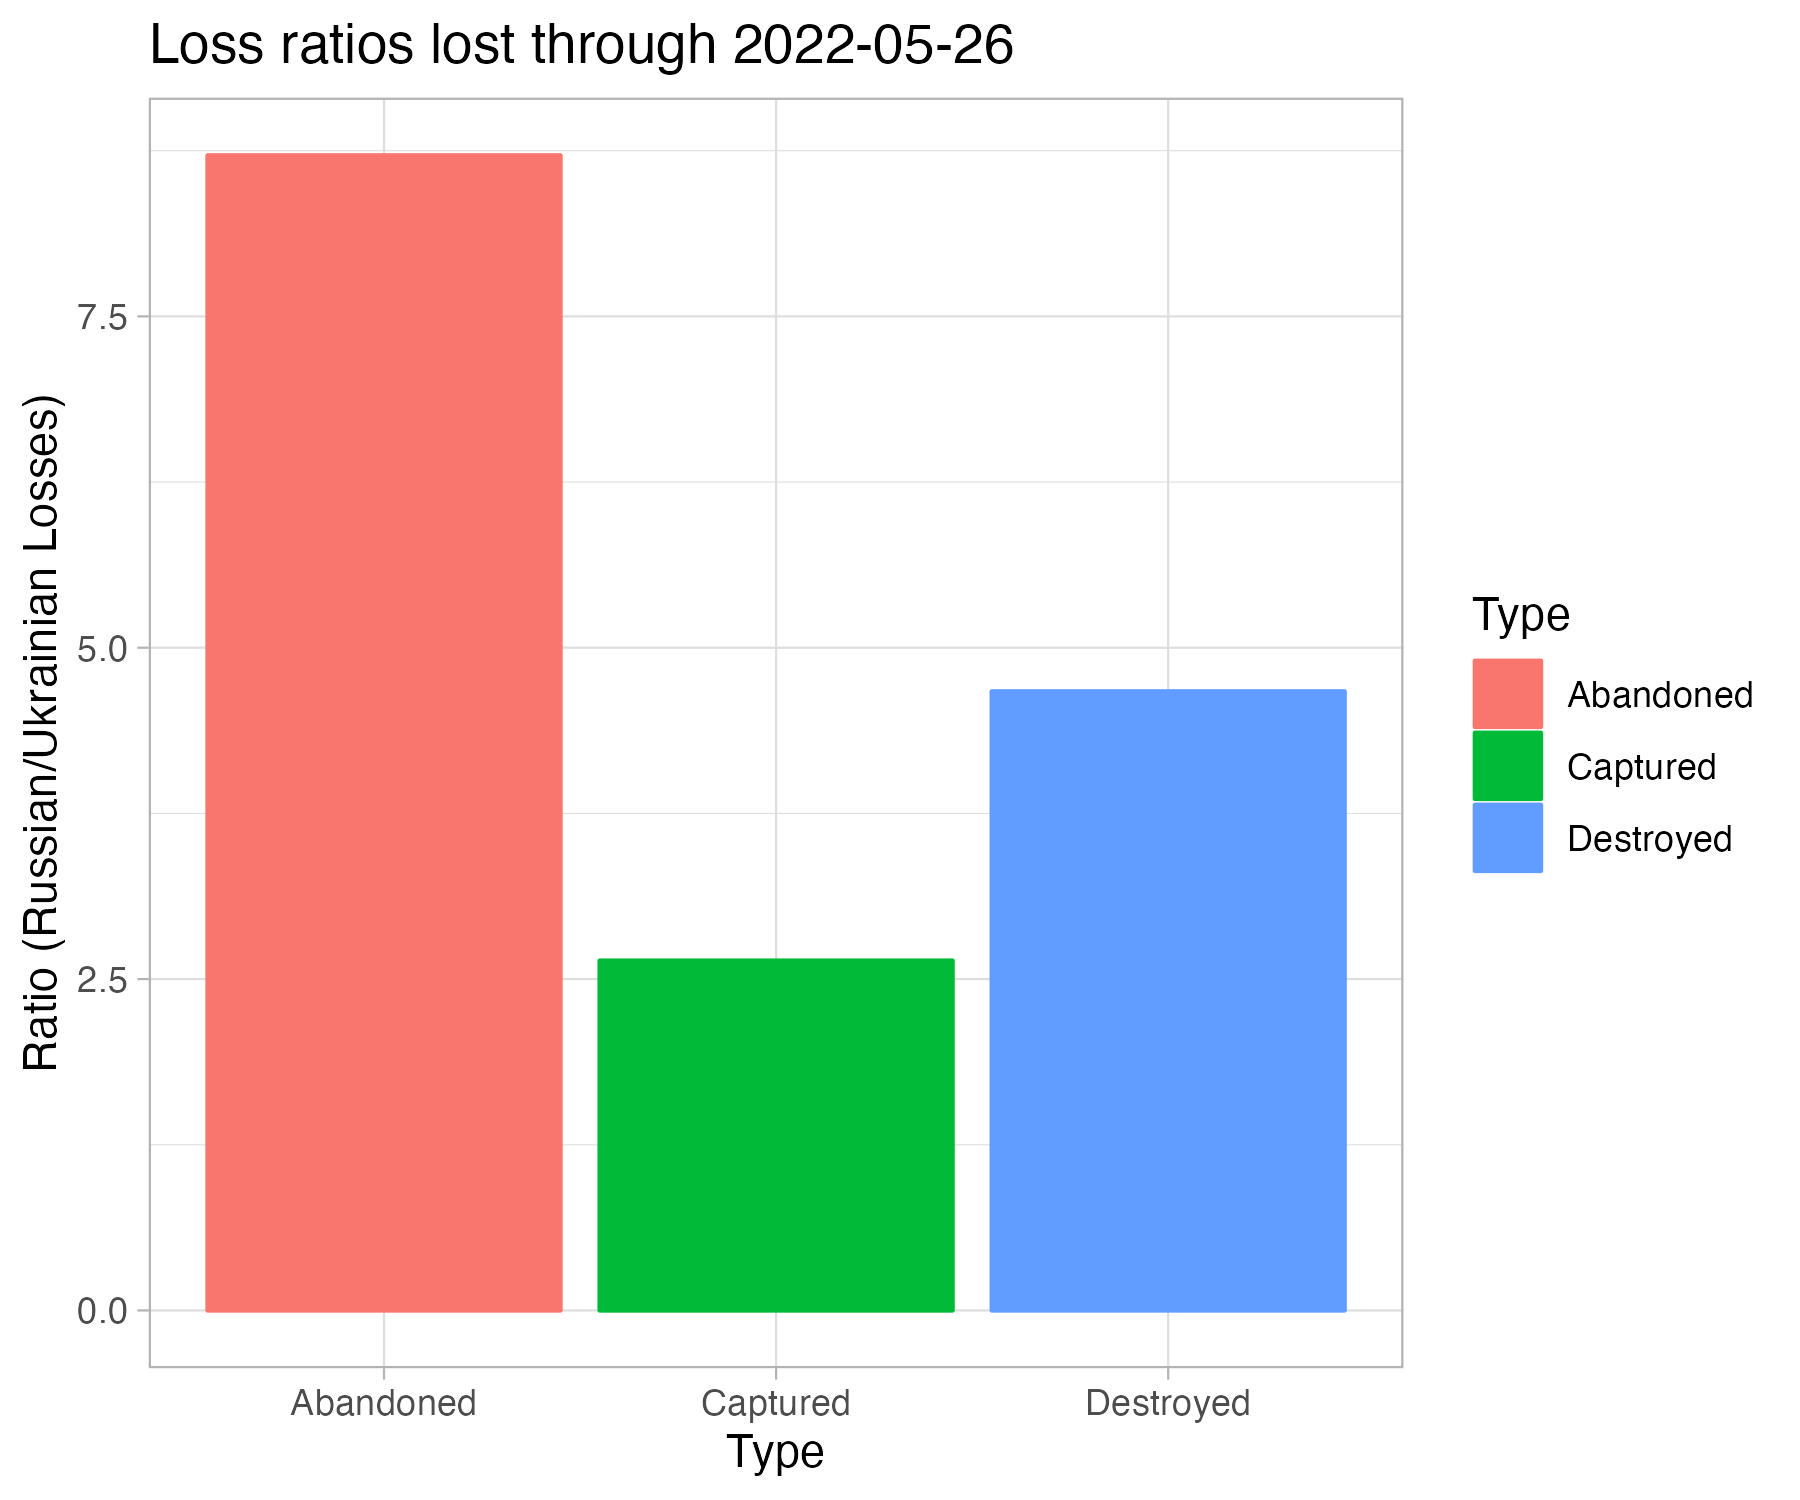 Loss ratios lost through 2022-05-26
Ratio (Russian/Ukrainian Losses)
7.5
5.0
2.5
0.0
Abandoned
Captured
Destroyed
Type
Type
Abandoned
Captured
Destroyed